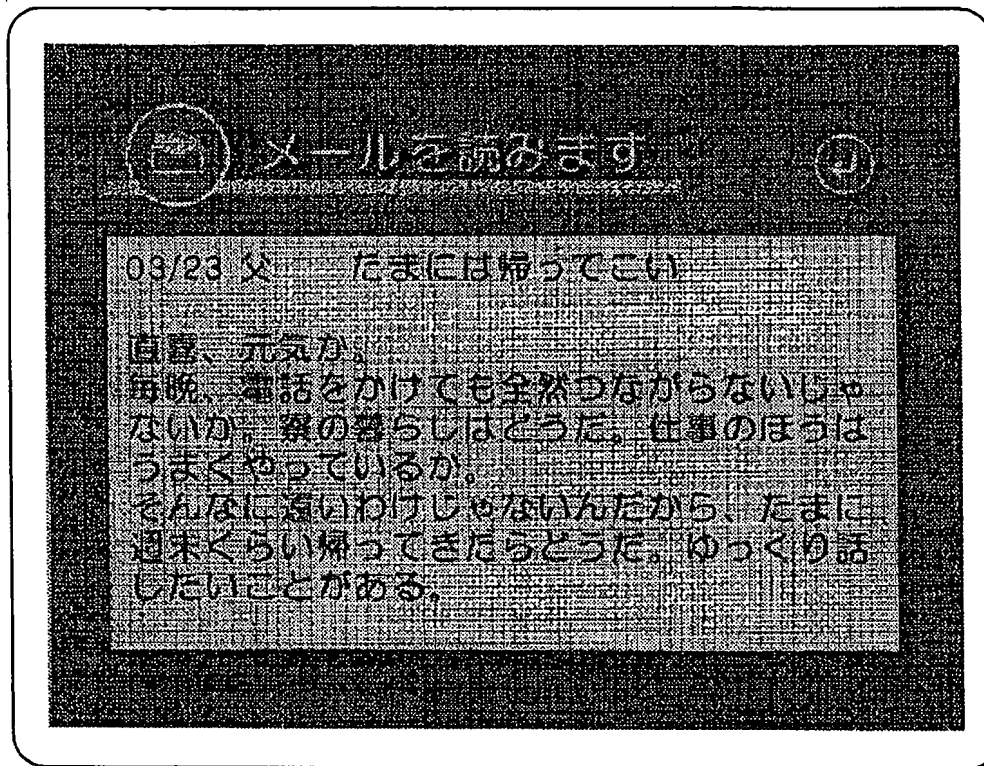 メールを読みます
03/23 父 たまには帰ってこい
直喜、元気か。
毎晩、電話をかけても全然つながらないじゃ
ないか。寮の暮らしはどうだ。仕事のほうは
うまくやっているか。
そんなに遠いわけじゃないんだから、たまに
週末くらい帰ってきたらどうだ。ゆっくり話
したいことがある。